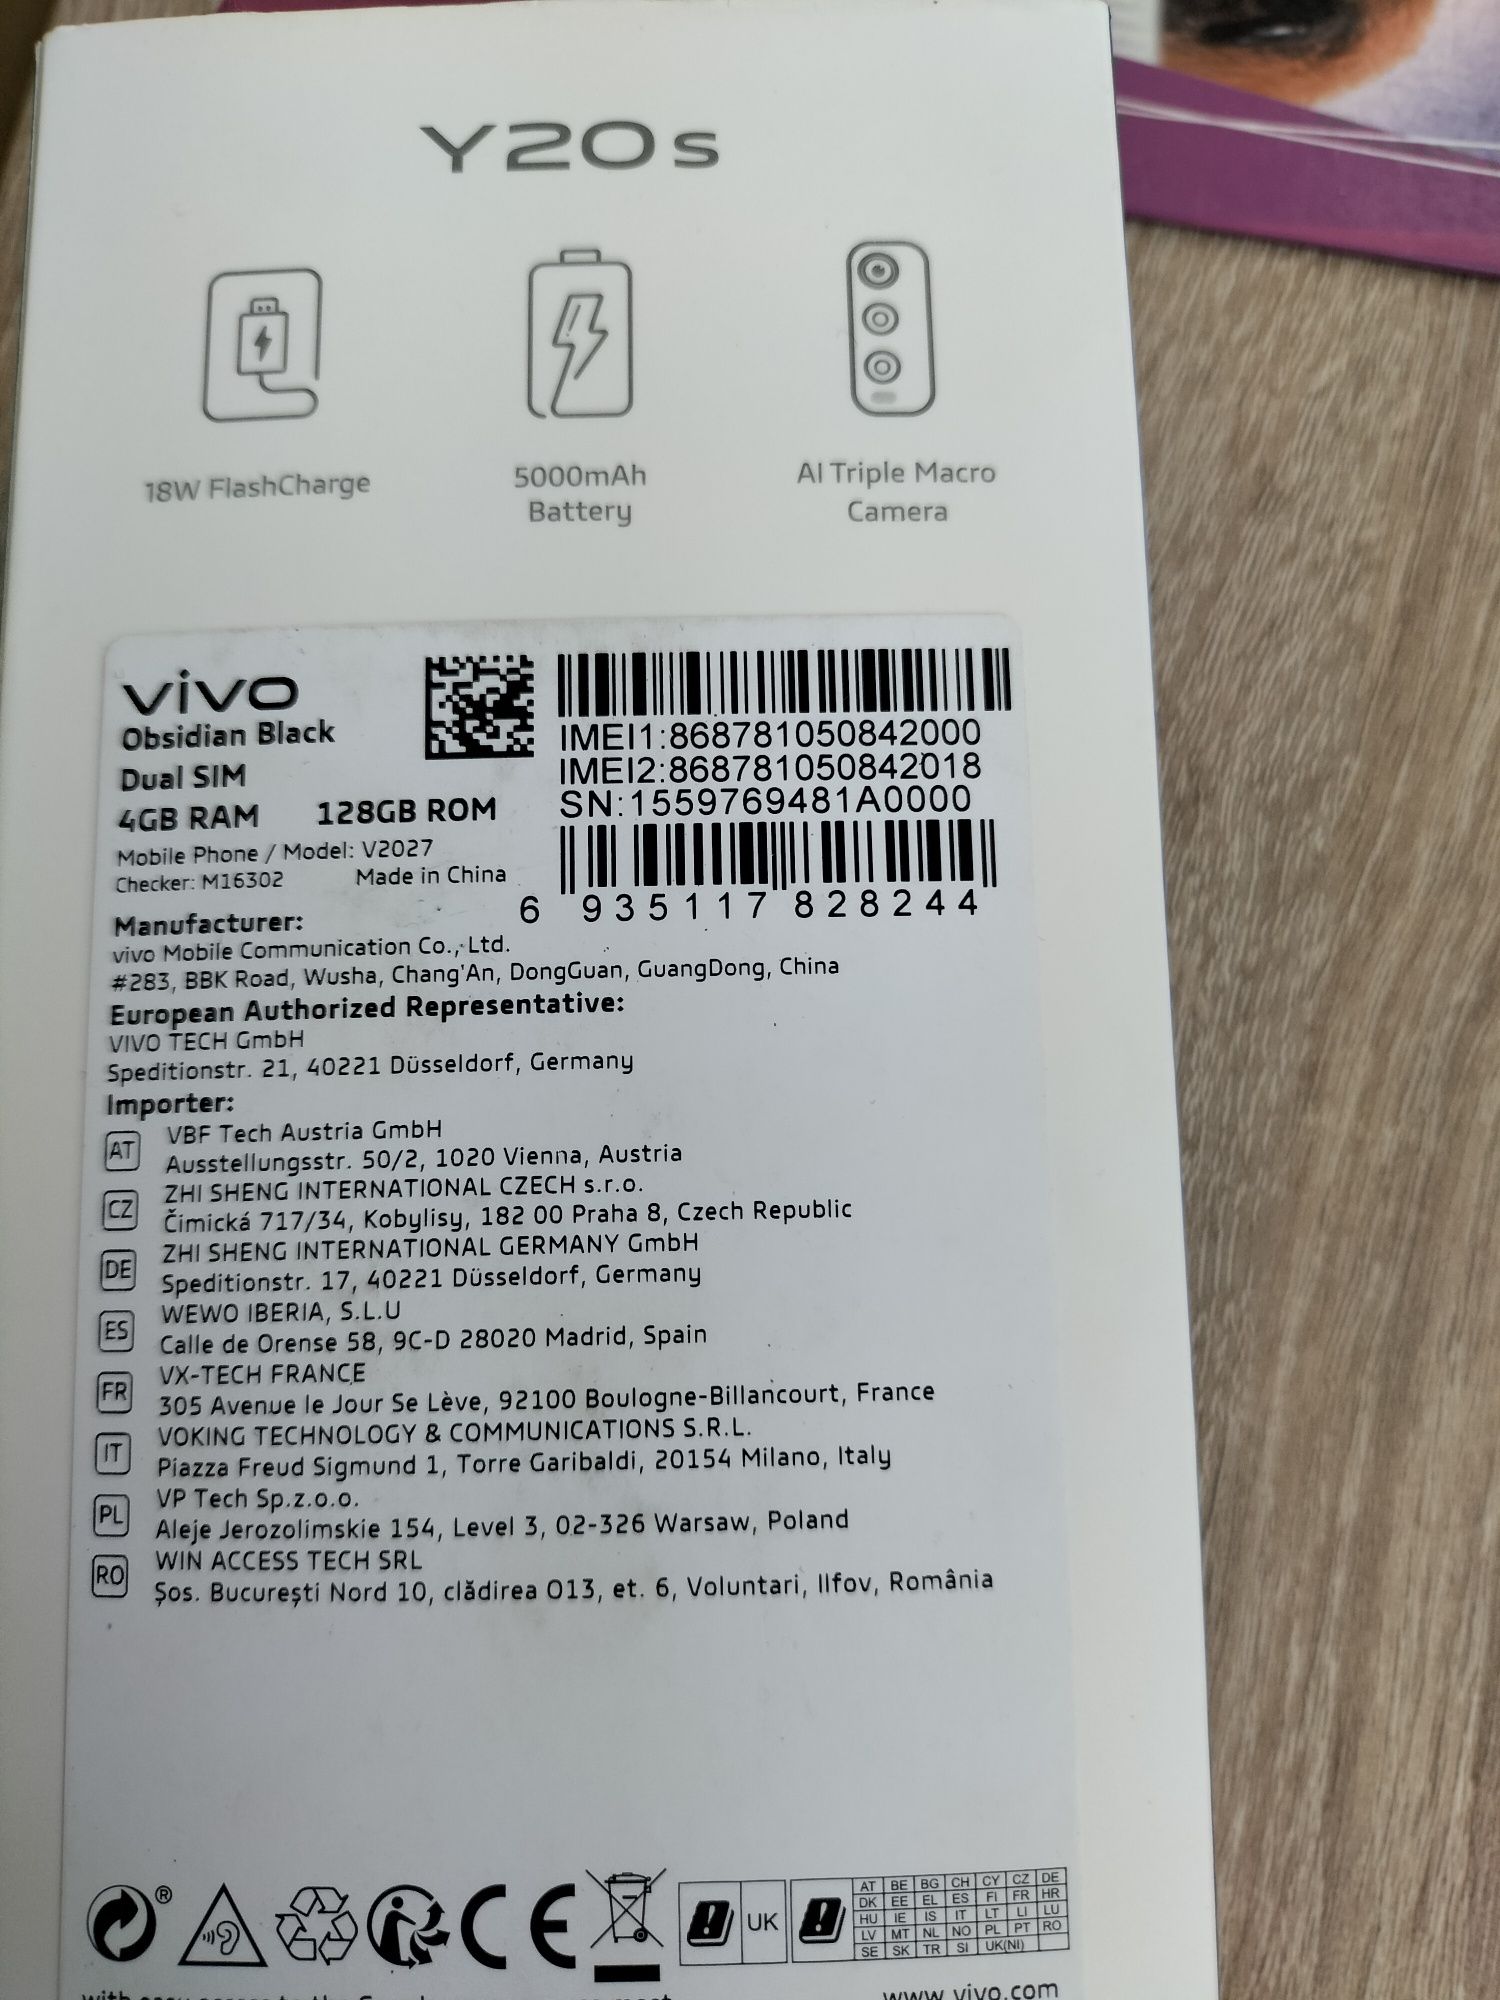 Y20s
18W FlashCharge
5000mAh
Battery
AI Triple Macro
Camera
vivo
Obsidian Black
Dual SIM
4GB RAM 128GB ROM
Mobile Phone / Model: V2027
Checker: M16302 Made in China
IMEI1:868781050842000
IMEI2:868781050842018
SN:1559769481A0000
6 935117 828244
Manufacturer:
vivo Mobile Communication Co., Ltd.
#283, BBK Road, Wusha, Chang'An, DongGuan, GuangDong, China
European Authorized Representative:
VIVO TECH GmbH
Speditionstr. 21, 40221 Düsseldorf, Germany
Importer:
AT VBF Tech Austria GmbH
Ausstellungsstr. 50/2, 1020 Vienna, Austria
CZ ZHI SHENG INTERNATIONAL CZECH s.r.o.
Čimická 717/34, Kobylisy, 182 00 Praha 8, Czech Republic
DE ZHI SHENG INTERNATIONAL GERMANY GmbH
Speditionstr. 17, 40221 Düsseldorf, Germany
ES WEWO IBERIA, S.L.U
Calle de Orense 58, 9C-D 28020 Madrid, Spain
FR VX-TECH FRANCE
305 Avenue le Jour Se Lève, 92100 Boulogne-Billancourt, France
IT VOKING TECHNOLOGY & COMMUNICATIONS S.R.L.
Piazza Freud Sigmund 1, Torre Garibaldi, 20154 Milano, Italy
PL VP Tech Sp.z.o.o.
Aleje Jerozolimskie 154, Level 3, 02-326 Warsaw, Poland
RO WIN ACCESS TECH SRL
Șos. București Nord 10, clădirea O13, et. 6, Voluntari, Ilfov, România
® CE UK
AT BE BG CH CY CZ DE
DK EE EL ES FI FR HR
HU IE IS IT LT LI LU
LV MT NL NO PL PT RO
SE SK TR SI UK(NI)
www.vivo.com